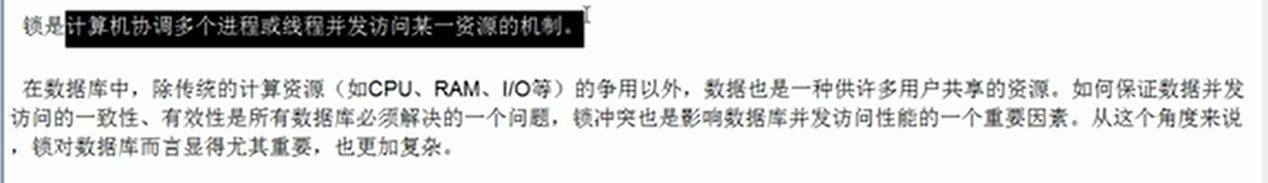 锁是计算机协调多个进程或线程并发访问某一资源的机制。
在数据库中，除传统的计算资源（如CPU、RAM、I/O等）的争用以外，数据也是一种供许多用户共享的资源。如何保证数据并发
访问的一致性、有效性是所有数据库必须解决的一个问题，锁冲突也是影响数据库并发访问性能的一个重要因素。从这个角度来说
，锁对数据库而言显得尤其重要，也更加复杂。